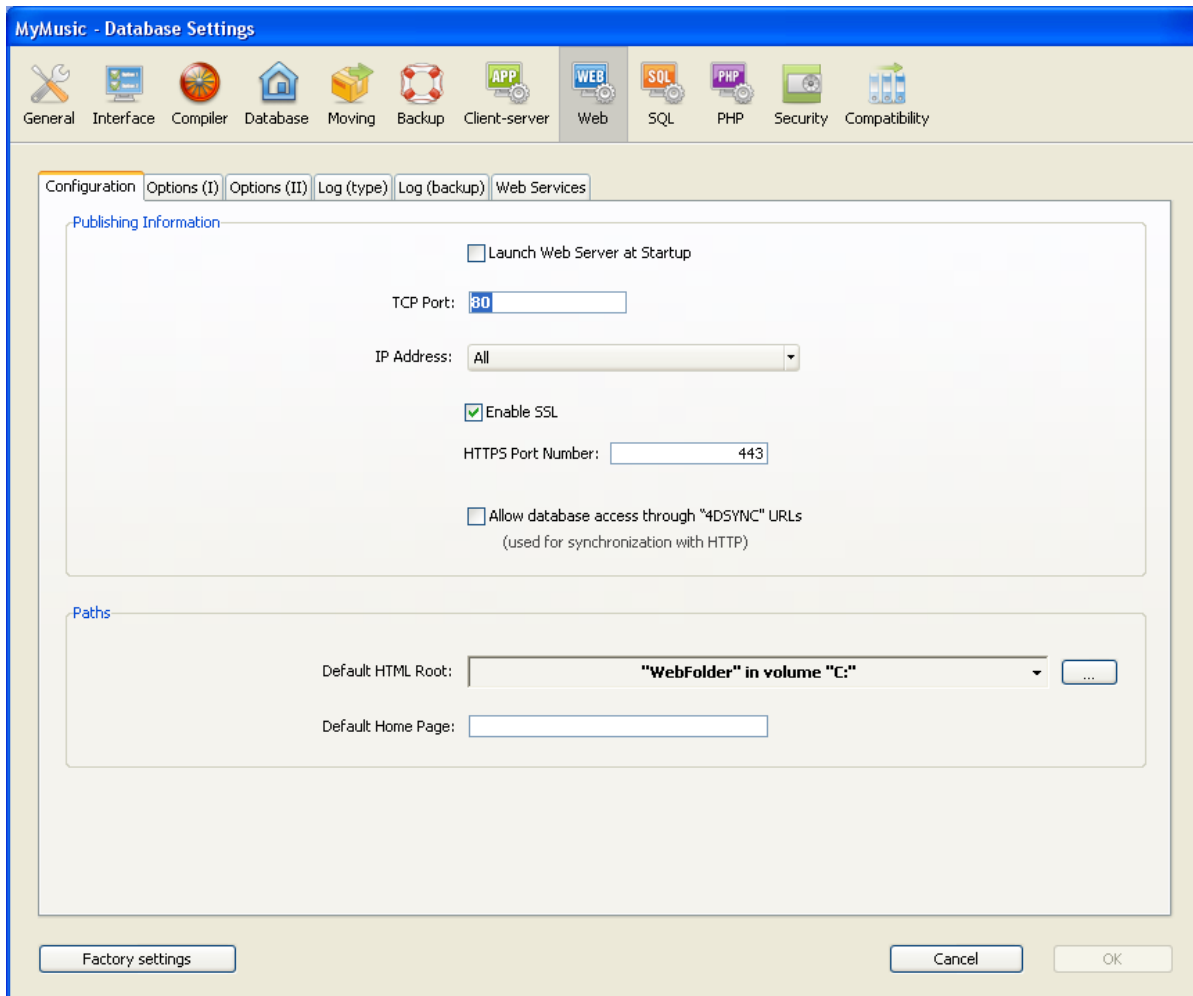 MyMusic - Database Settings
APP WEB SQL PHP
General Interface Compiler Database Moving Backup Client-server Web SQL PHP Security Compatibility
Configuration Options (I) Options (II) Log (type) Log (backup) Web Services
Publishing Information
Launch Web Server at Startup
TCP Port: 80
IP Address: All
Enable SSL
HTTPS Port Number: 443
Allow database access through "4DSYNC" URLs
(used for synchronization with HTTP)
Paths
Default HTML Root: "WebFolder" in volume "C:" ...
Default Home Page:
Factory settings Cancel OK